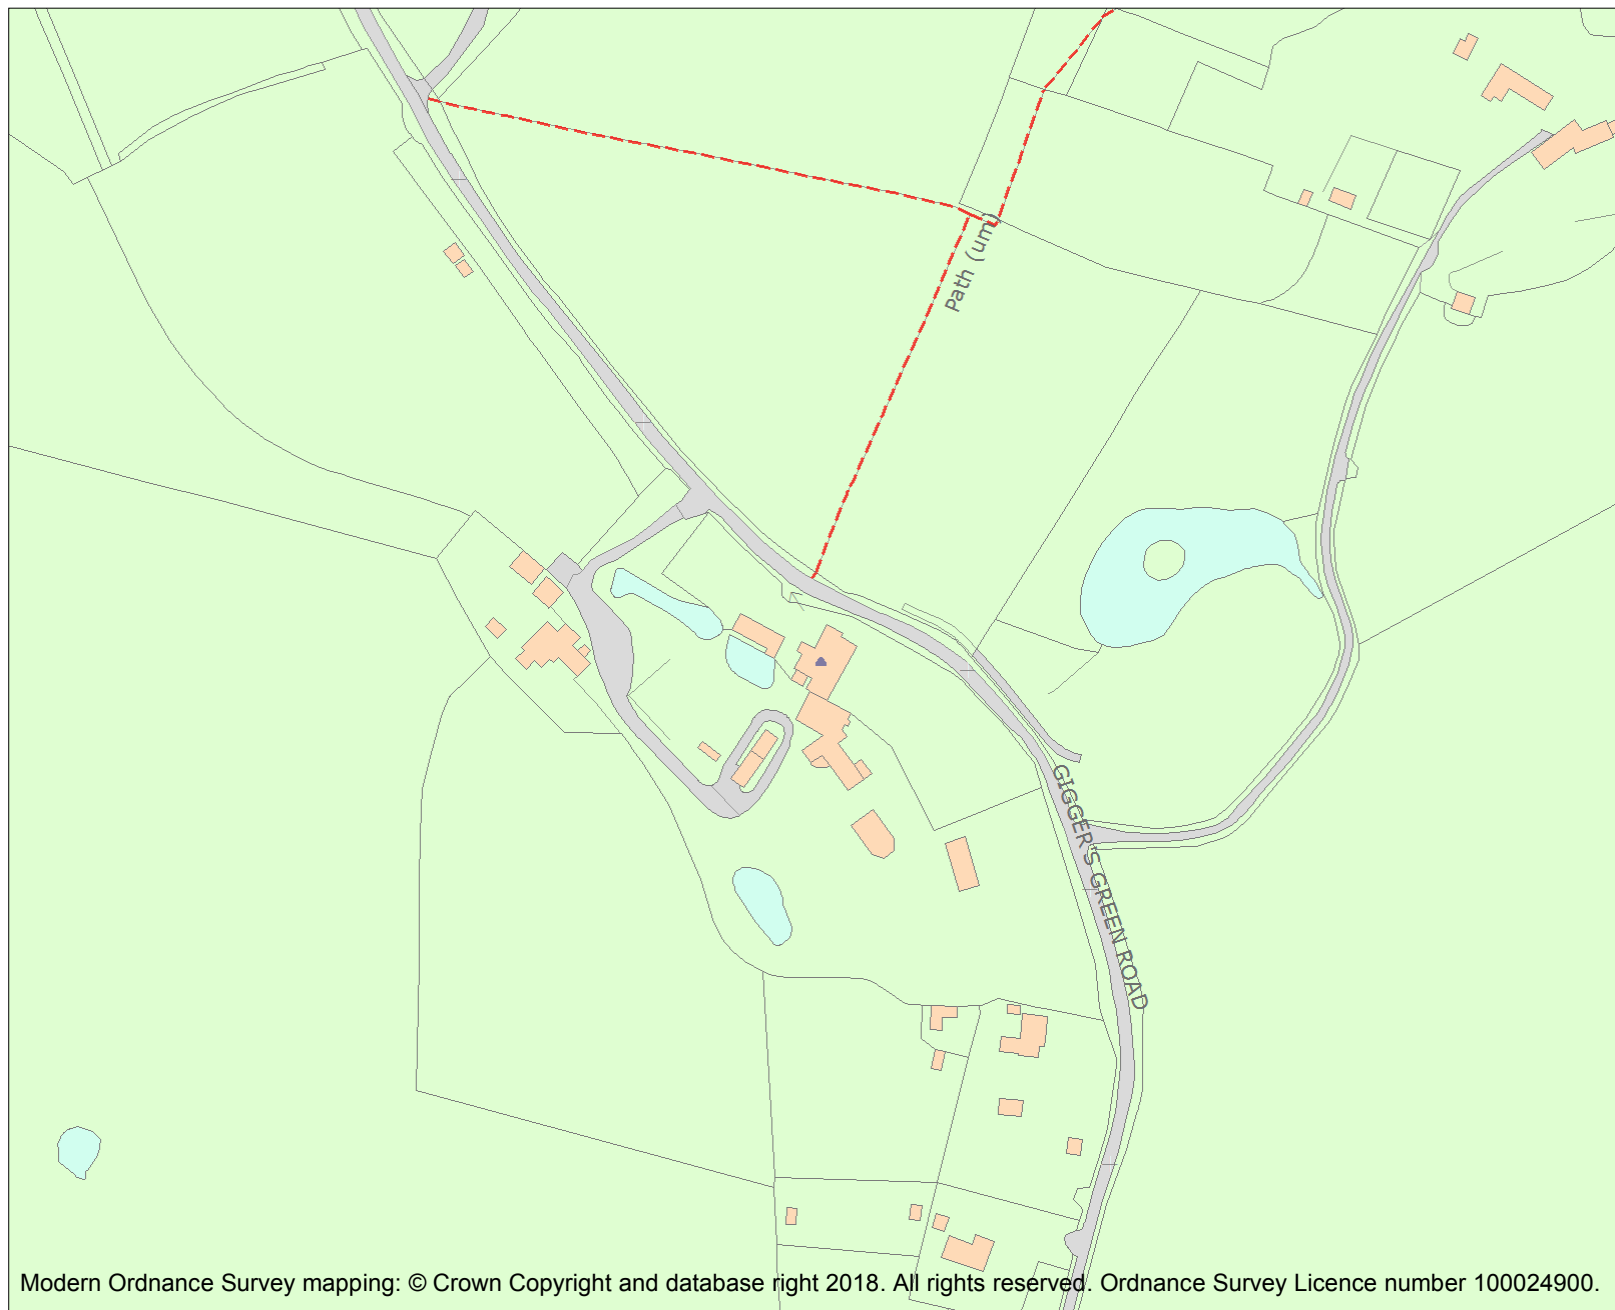 Path (um)
GIGGER'S GREEN ROAD
Modern Ordnance Survey mapping: © Crown Copyright and database right 2018. All rights reserved. Ordnance Survey Licence number 100024900.